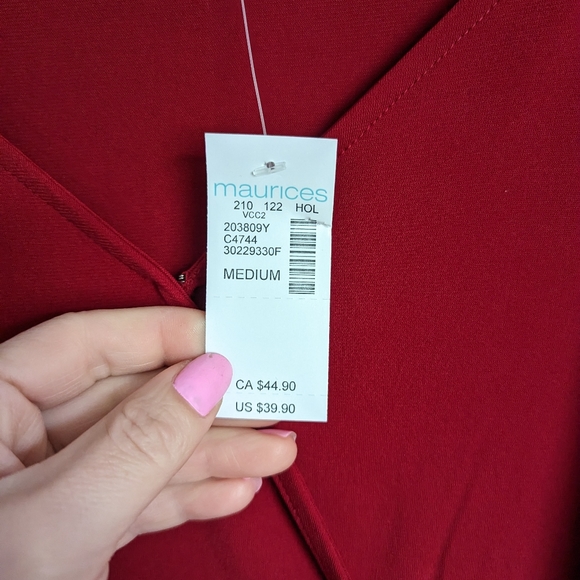 maurices
210 122 HOL
VCC2
203809Y
C4744
30229330F
MEDIUM
CA $44.90
US $39.90